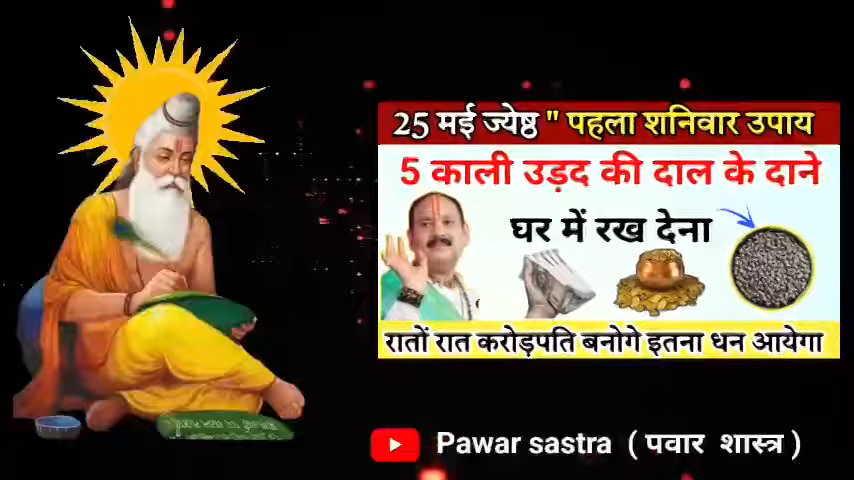 25 मई ज्येष्ठ " पहला शनिवार उपाय
5 काली उड़द की दाल के दाने
घर में रख देना
रातों रात करोड़पति बनोगे इतना धन आयेगा
Pawar sastra ( पवार शास्त्र )